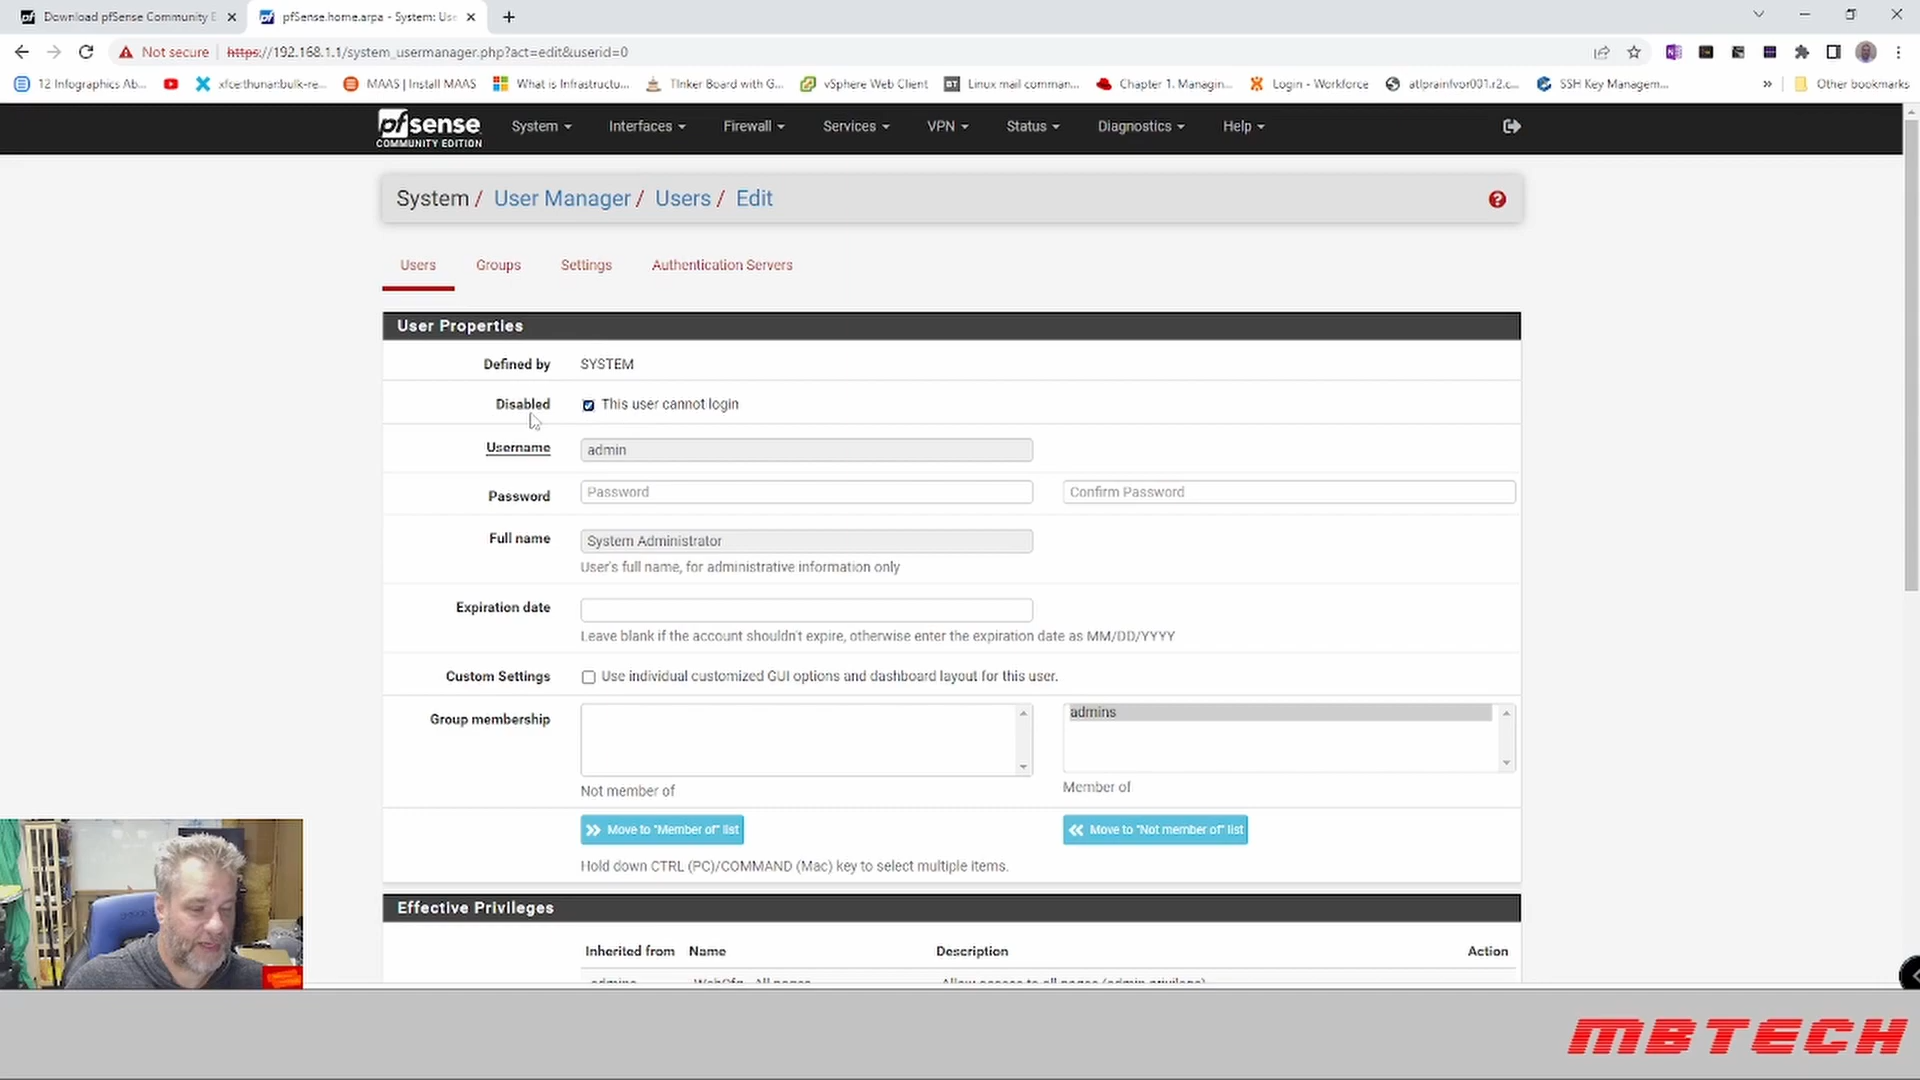 Download pfSense Community E
pfSense.home.arpa - System: Use
Not secure https://192.168.1.1/system_usermanager.php?act=edit&userid=0
12 Infographics Ab...
xfce:thunar:bulk-re...
MAAS | Install MAAS
What is Infrastructu...
TInker Board with G...
vSphere Web Client
Linux mail comman...
Chapter 1. Managin...
Login - Workforce
SSH Key Managem...
» Other bookmarks
pfsense
COMMUNITY EDITION
System Interfaces Firewall Services VPN Status Diagnostics Help
System / User Manager / Users / Edit
Users Groups Settings Authentication Servers
User Properties
Defined by SYSTEM
Disabled This user cannot login
Username admin
Password Password Confirm Password
Full name System Administrator
User's full name, for administrative information only
Expiration date
Leave blank if the account shouldn't expire, otherwise enter the expiration date as MM/DD/YYYY
Custom Settings Use individual customized GUI options and dashboard layout for this user.
Group membership admins
Not member of Member of
Move to "Member of" list Move to "Not member of" list
Hold down CTRL (PC)/COMMAND (Mac) key to select multiple items.
Effective Privileges
Inherited from Name Description Action
admins WebCfg - All pages Allow access to all pages (admin privilege)
MBTECH